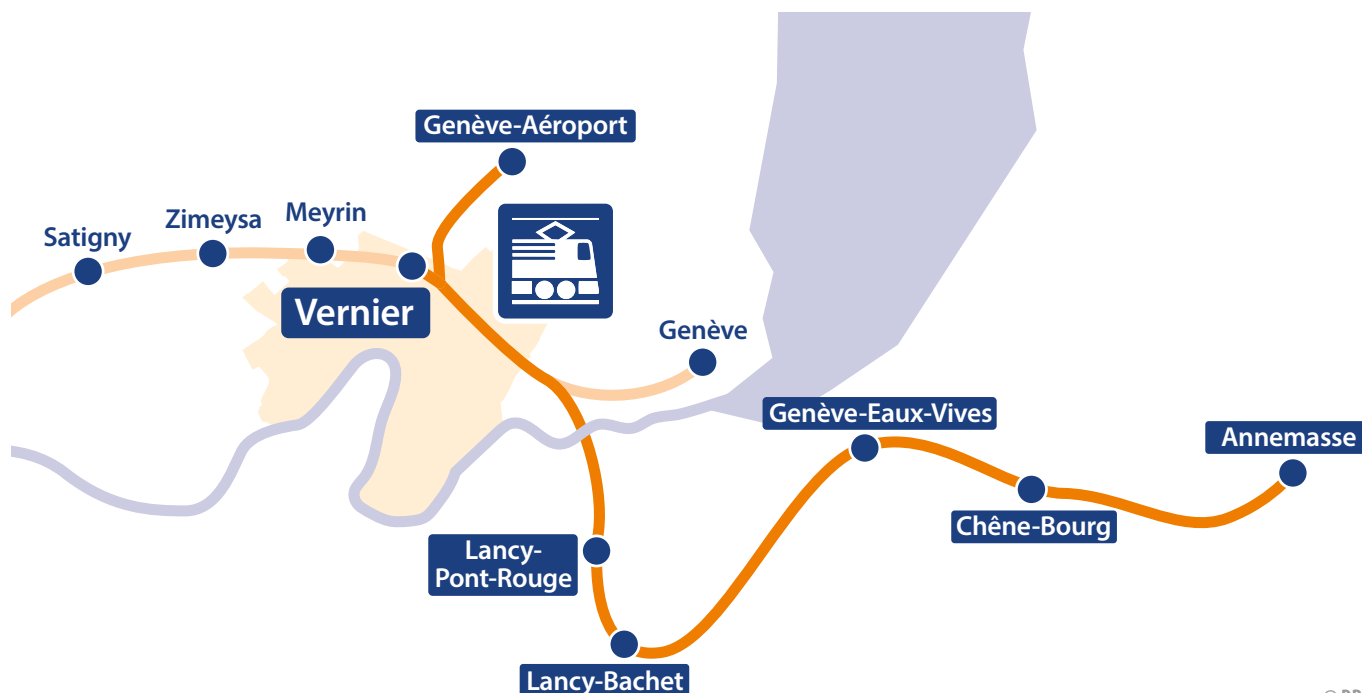 Genève-Aéroport
Meyrin
Zimeysa
Satigny
Vernier
Genève
Genève-Eaux-Vives
Annemasse
Chêne-Bourg
Lancy-
Pont-Rouge
Lancy-Bachet